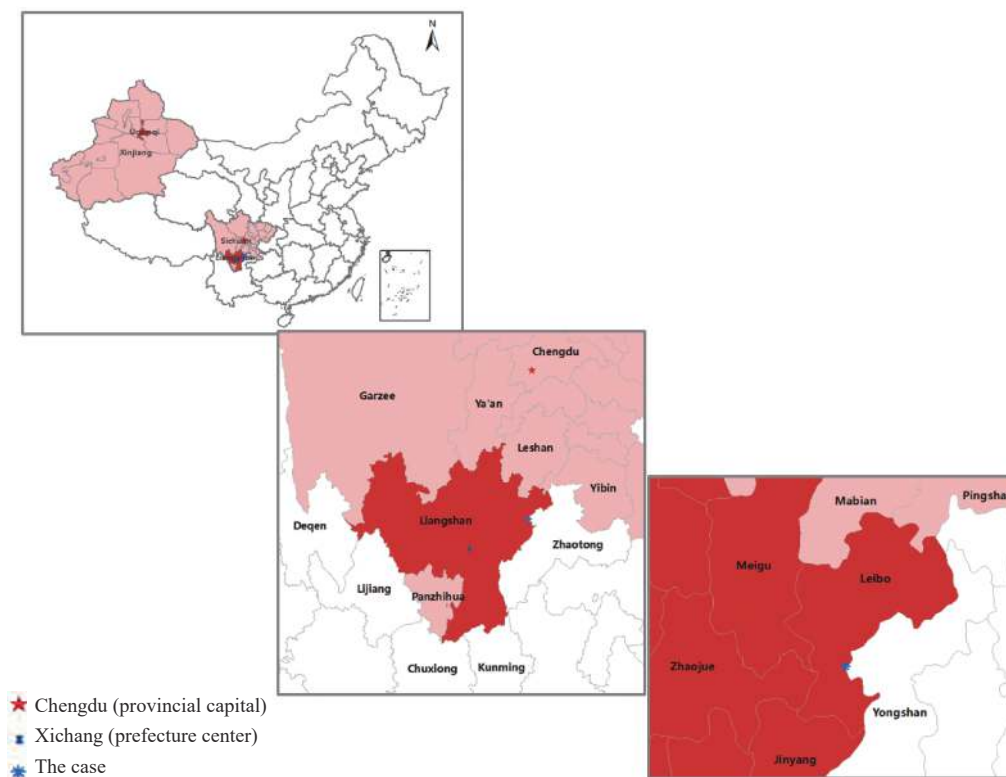 N
Xinjiang
Sichuan
Chengdu
Garzee
Ya'an
Leshan
Yibin
Liangshan
Deqen
Zhaotong
Lijiang
Panzhihua
Chuxiong
Kunming
Mabian
Pingsha
Meigu
Leibo
Zhaojue
Yongshan
Jinyang
Chengdu (provincial capital)
Xichang (prefecture center)
The case